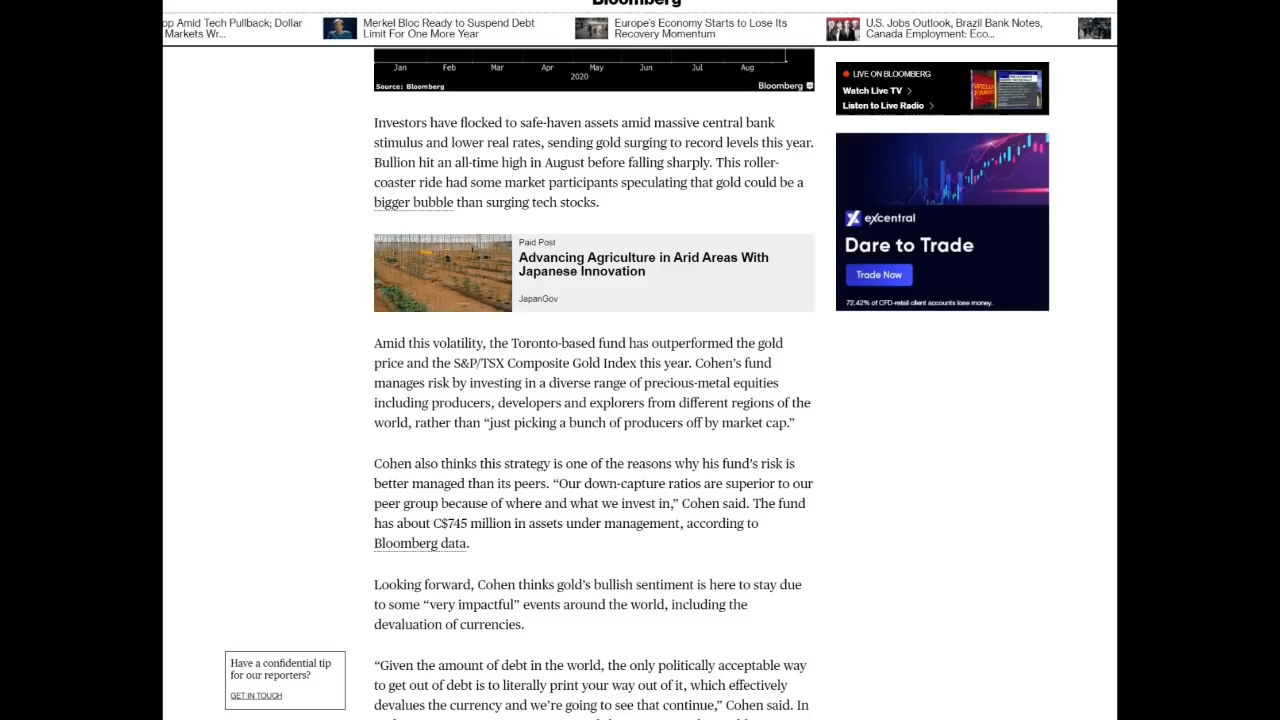 Bloomberg
op Amid Tech Pullback; Dollar
Markets Wr...
Merkel Bloc Ready to Suspend Debt
Limit For One More Year
Europe's Economy Starts to Lose Its
Recovery Momentum
U.S. Jobs Outlook, Brazil Bank Notes,
Canada Employment: Eco...
Jan Feb Mar Apr May Jun Jul Aug
2020
Source: Bloomberg
Bloomberg
Investors have flocked to safe-haven assets amid massive central bank
stimulus and lower real rates, sending gold surging to record levels this year.
Bullion hit an all-time high in August before falling sharply. This roller-
coaster ride had some market participants speculating that gold could be a
bigger bubble than surging tech stocks.
Paid Post
Advancing Agriculture in Arid Areas With
Japanese Innovation
JapanGov
Amid this volatility, the Toronto-based fund has outperformed the gold
price and the S&P/TSX Composite Gold Index this year. Cohen’s fund
manages risk by investing in a diverse range of precious-metal equities
including producers, developers and explorers from different regions of the
world, rather than “just picking a bunch of producers off by market cap.”
Cohen also thinks this strategy is one of the reasons why his fund’s risk is
better managed than its peers. “Our down-capture ratios are superior to our
peer group because of where and what we invest in,” Cohen said. The fund
has about C$745 million in assets under management, according to
Bloomberg data.
Looking forward, Cohen thinks gold’s bullish sentiment is here to stay due
to some “very impactful” events around the world, including the
devaluation of currencies.
“Given the amount of debt in the world, the only politically acceptable way
to get out of debt is to literally print your way out of it, which effectively
devalues the currency and we’re going to see that continue,” Cohen said. In
LIVE ON BLOOMBERG
Watch Live TV
Listen to Live Radio
WELLS
FARGO
excentral
Dare to Trade
Trade Now
72.42% of CFD-retail client accounts lose money.
Have a confidential tip
for our reporters?
GET IN TOUCH